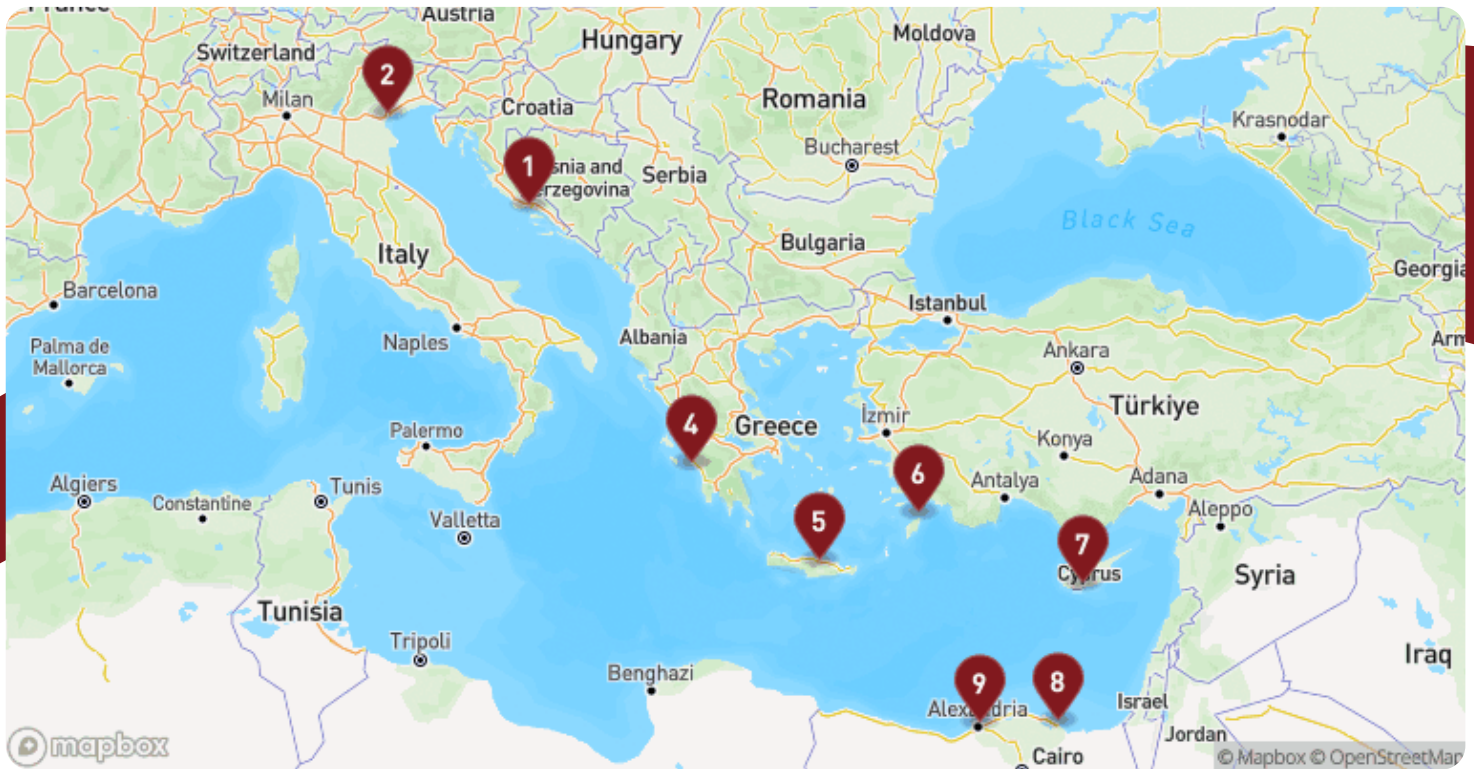 France
Austria
Switzerland
Hungary
Moldova
2
Milan
Croatia
Romania
Krasnodar
Bucharest
1
snia and
erzegovina
Serbia
Black Sea
Italy
Bulgaria
Georgia
Barcelona
Istanbul
Naples
Albania
Arm
Palma de
Mallorca
Ankara
4
Greece
İzmir
Türkiye
Palermo
Konya
6
Algiers
Constantine
Tunis
Antalya
Adana
Valletta
5
Aleppo
7
Cyprus
Syria
Tunisia
Tripoli
Iraq
Benghazi
9
8
Alexandria
Israel
Jordan
mapbox
Cairo
© Mapbox © OpenStreetMap